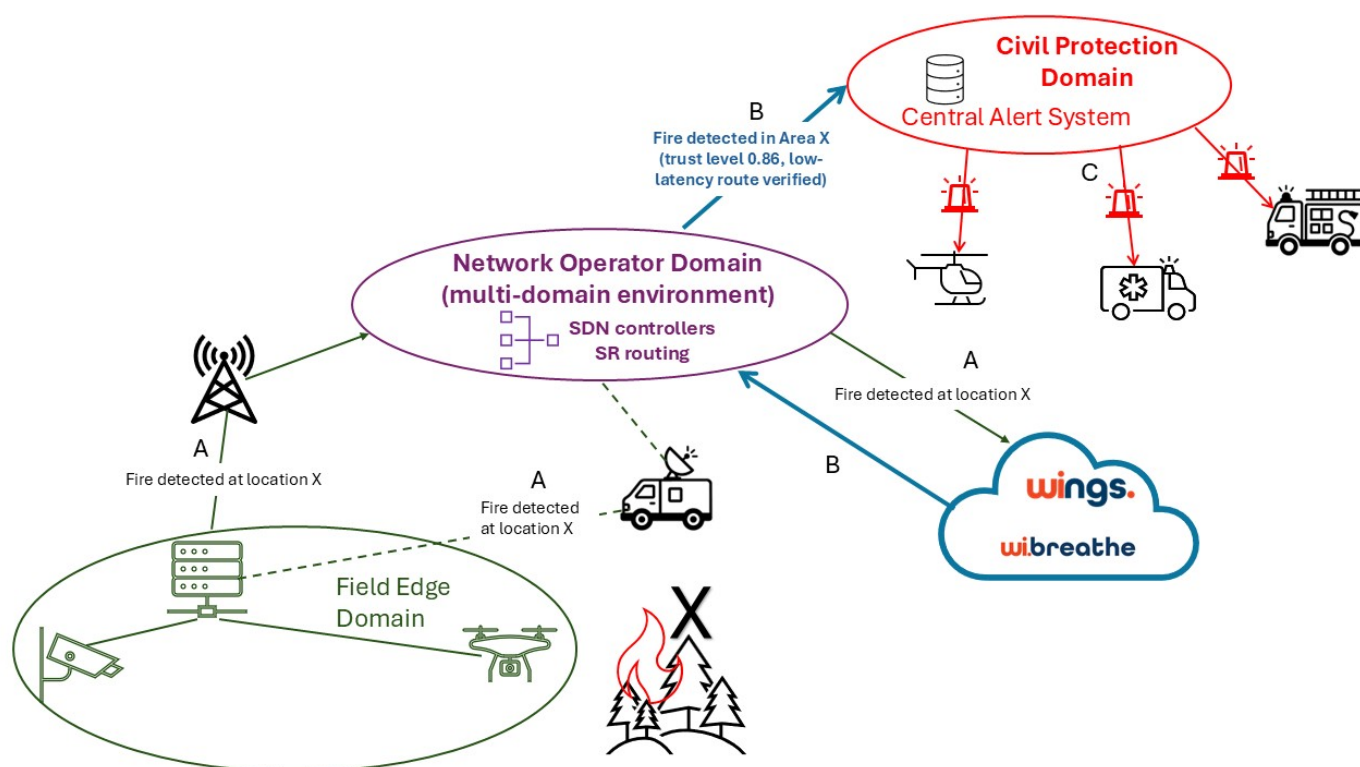 Civil Protection
Domain
Central Alert System
B
Fire detected in Area X
(trust level 0.86, low-
latency route verified)
C
Network Operator Domain
(multi-domain environment)
SDN controllers
SR routing
A
Fire detected at location X
A
Fire detected at location X
A
Fire detected
at location X
B
wings.
wi.breathe
Field Edge
Domain
X